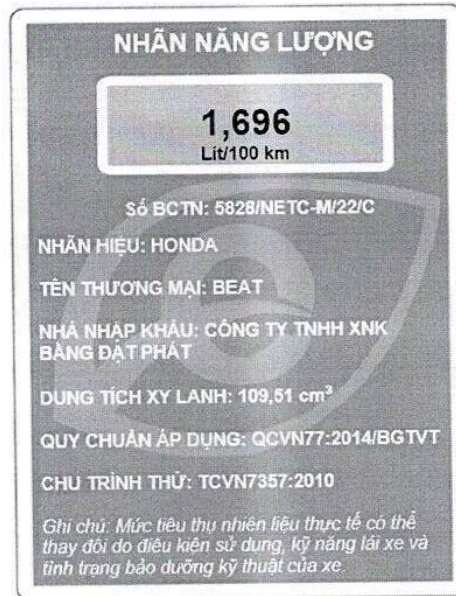 NHÃN NĂNG LƯỢNG
1,696
Lít/100 km
Số BCTN: 5828/NETC-M/22/C
NHÃN HIỆU: HONDA
TÊN THƯƠNG MẠI: BEAT
NHÀ NHẬP KHẨU: CÔNG TY TNHH XNK
BẰNG ĐẠT PHÁT
DUNG TÍCH XY LANH: 109,51 cm³
QUY CHUẨN ÁP DỤNG: QCVN77:2014/BGTVT
CHU TRÌNH THỬ: TCVN7357:2010
Ghi chú: Mức tiêu thụ nhiên liệu thực tế có thể
thay đổi do điều kiện sử dụng, kỹ năng lái xe và
tình trạng bảo dưỡng kỹ thuật của xe.